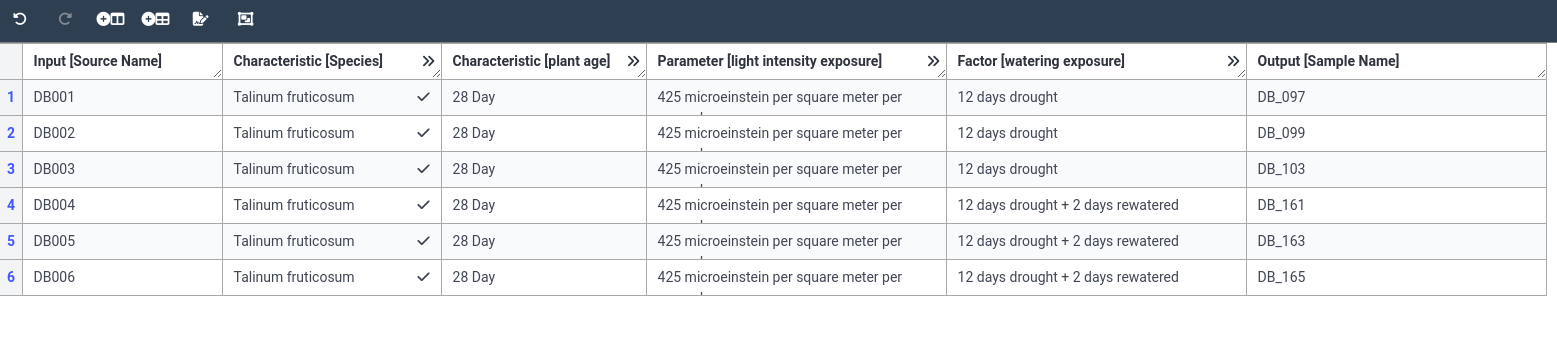 Input [Source Name] Characteristic [Species] Characteristic [plant age] Parameter [light intensity exposure] Factor [watering exposure] Output [Sample Name]
1 DB001 Talinum fruticosum 28 Day 425 microeinstein per square meter per 12 days drought DB_097
2 DB002 Talinum fruticosum 28 Day 425 microeinstein per square meter per 12 days drought DB_099
3 DB003 Talinum fruticosum 28 Day 425 microeinstein per square meter per 12 days drought DB_103
4 DB004 Talinum fruticosum 28 Day 425 microeinstein per square meter per 12 days drought + 2 days rewatered DB_161
5 DB005 Talinum fruticosum 28 Day 425 microeinstein per square meter per 12 days drought + 2 days rewatered DB_163
6 DB006 Talinum fruticosum 28 Day 425 microeinstein per square meter per 12 days drought + 2 days rewatered DB_165